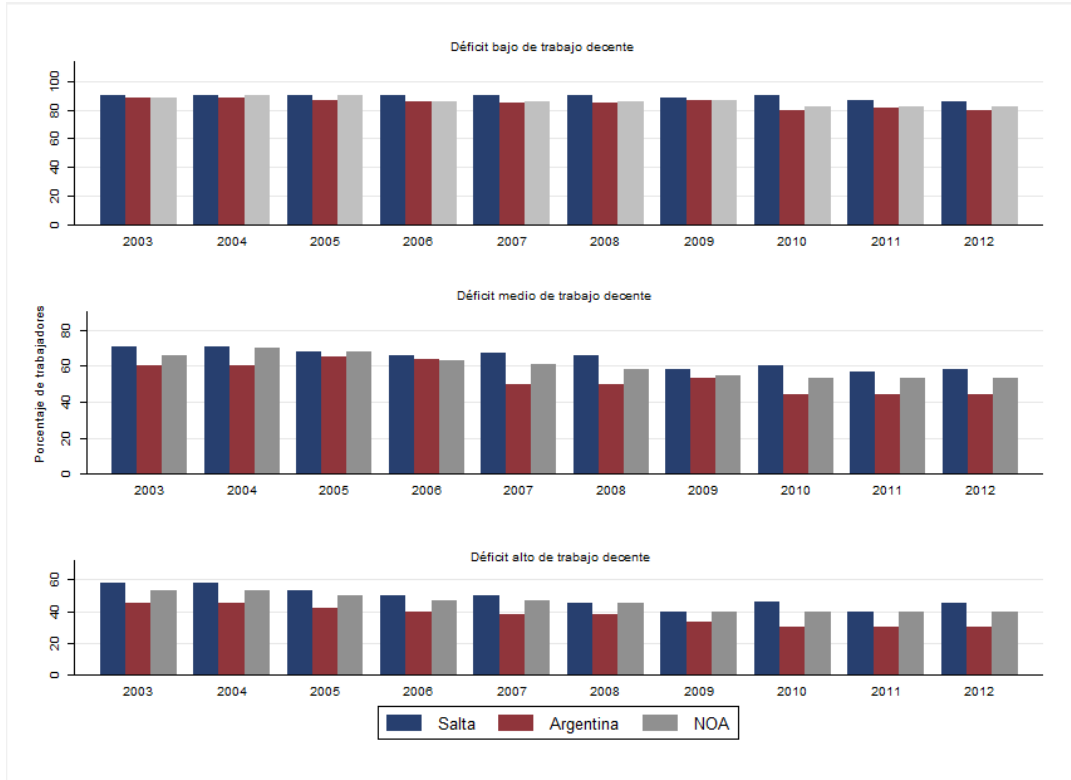 Déficit bajo de trabajo decente
100
80
60
40
20
0
2003 2004 2005 2006 2007 2008 2009 2010 2011 2012
Déficit medio de trabajo decente
Porcentaje de trabajadores
80
60
40
20
0
2003 2004 2005 2006 2007 2008 2009 2010 2011 2012
Déficit alto de trabajo decente
60
40
20
0
2003 2004 2005 2006 2007 2008 2009 2010 2011 2012
Salta Argentina NOA